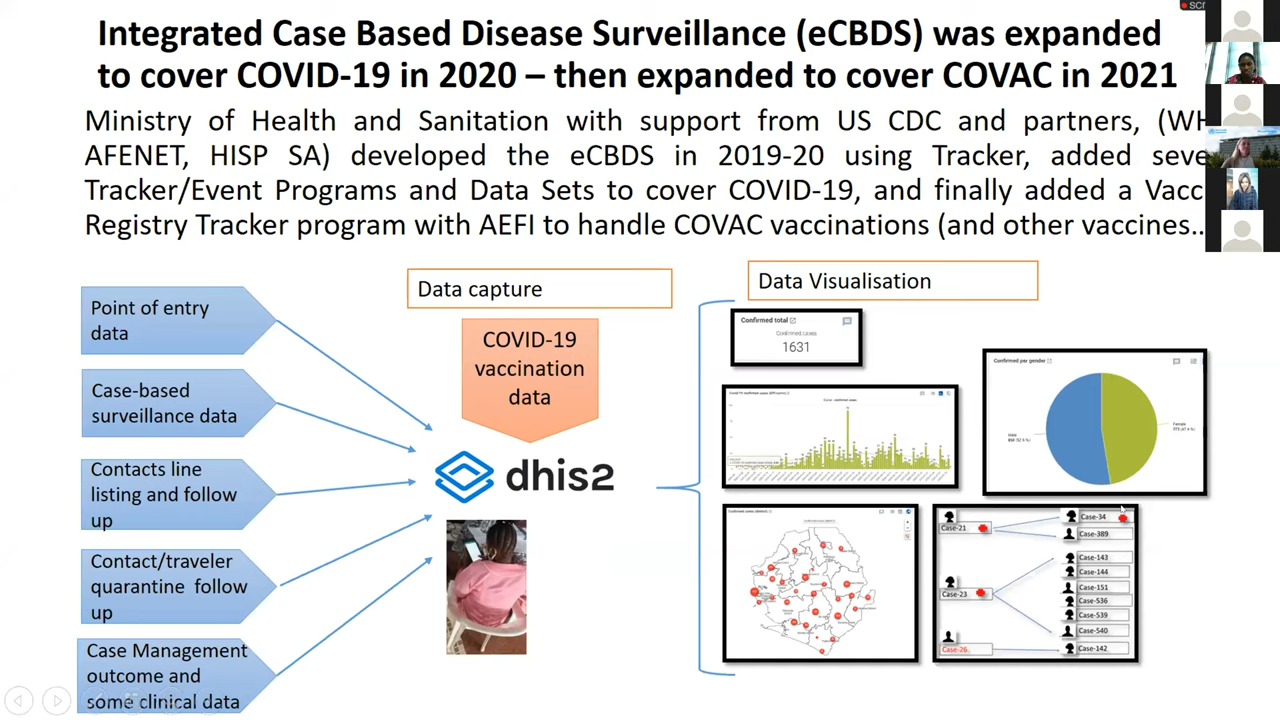 Integrated Case Based Disease Surveillance (eCBDS) was expanded
to cover COVID-19 in 2020 – then expanded to cover COVAC in 2021
Ministry of Health and Sanitation with support from US CDC and partners, (WH
AFENET, HISP SA) developed the eCBDS in 2019-20 using Tracker, added seve
Tracker/Event Programs and Data Sets to cover COVID-19, and finally added a Vacc
Registry Tracker program with AEFI to handle COVAC vaccinations (and other vaccines..
Point of entry
data
Case-based
surveillance data
Contacts line
listing and follow
up
Contact/traveler
quarantine follow
up
Case Management
outcome and
some clinical data
Data capture
COVID-19
vaccination
data
dhis2
Data Visualisation
Confirmed total
Confirmed cases
1631
Confirmed per gender
Male
Female
Case-21
Case-23
Case-26
Case-34
Case-389
Case-143
Case-144
Case-151
Case-536
Case-539
Case-540
Case-142